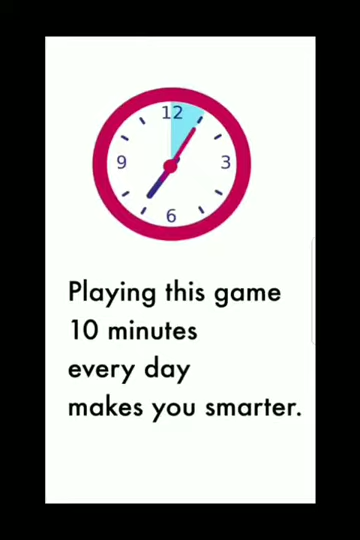 12
9
3
6
Playing this game
10 minutes
every day
makes you smarter.